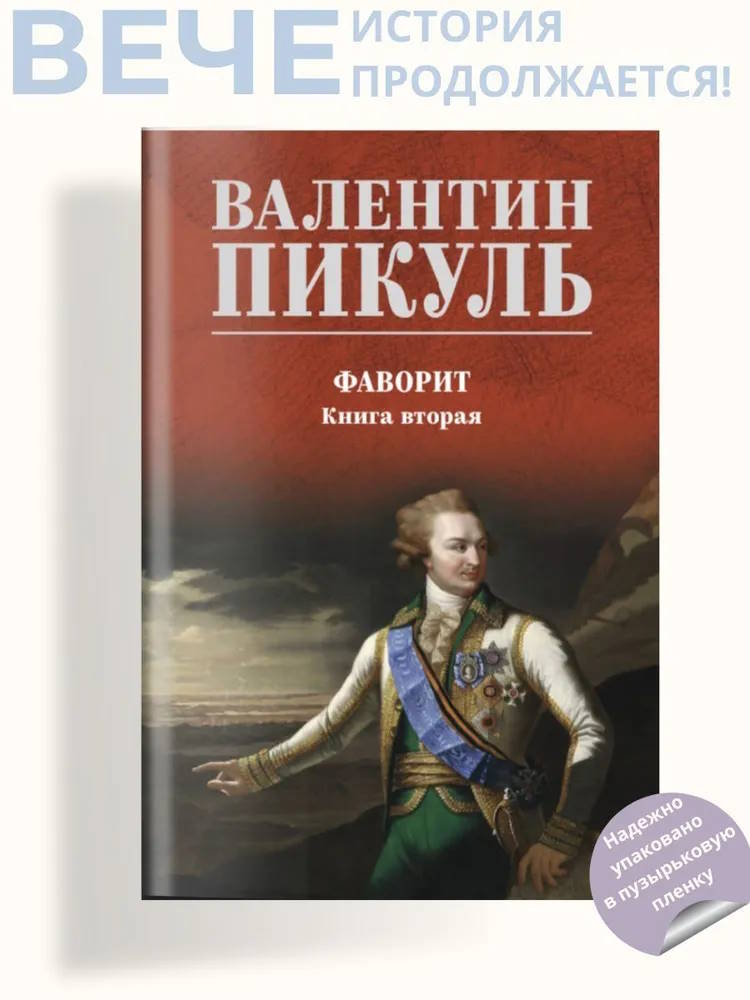 ВЕЧЕ
ИСТОРИЯ
ПРОДОЛЖАЕТСЯ!
ВАЛЕНТИН
ПИКУЛЬ
ФАВОРИТ
Книга вторая
Надежно
упаковано
в пузырьковую
пленку